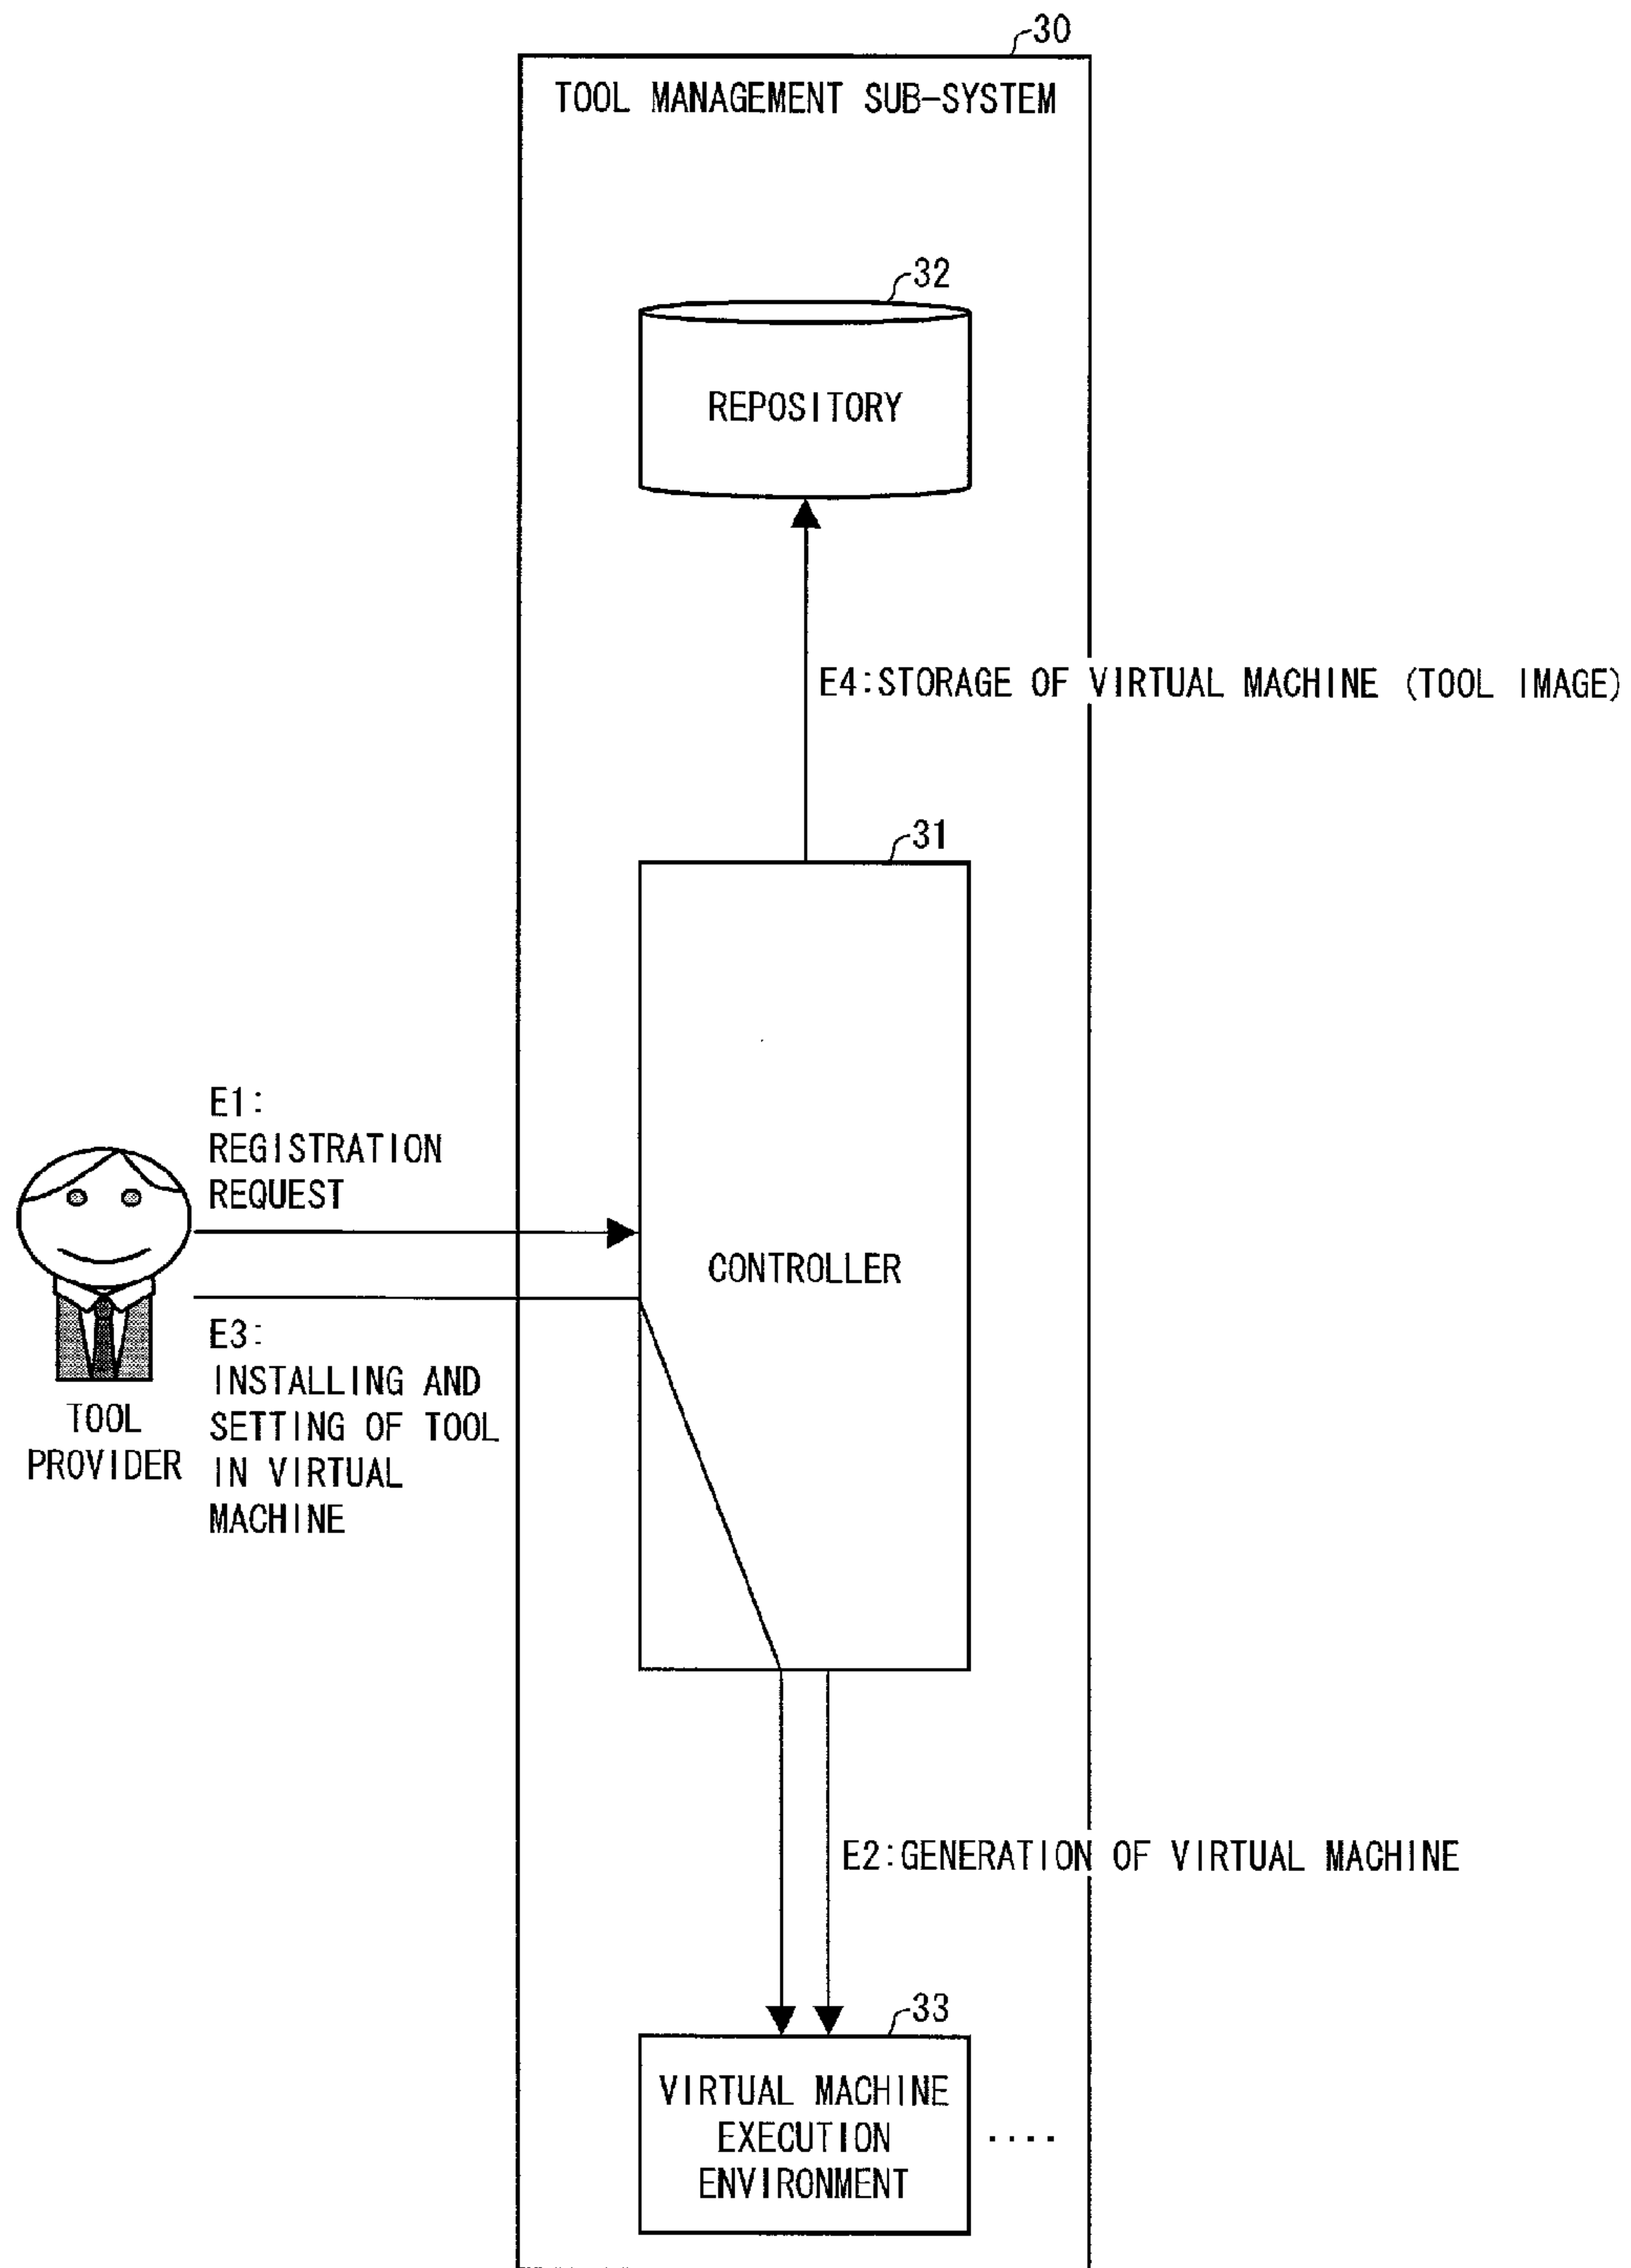 30
TOOL MANAGEMENT SUB-SYSTEM
32
REPOSITORY
E4:STORAGE OF VIRTUAL MACHINE (TOOL IMAGE)
31
E1:
REGISTRATION
REQUEST
CONTROLLER
E3:
INSTALLING AND
SETTING OF TOOL
IN VIRTUAL
MACHINE
TOOL
PROVIDER
E2:GENERATION OF VIRTUAL MACHINE
33
VIRTUAL MACHINE
EXECUTION
ENVIRONMENT
....